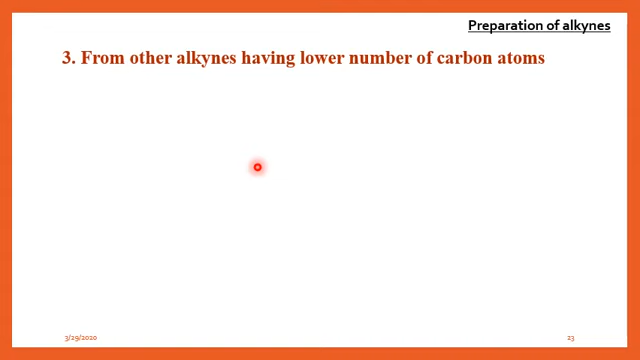 Preparation of alkynes
3. From other alkynes having lower number of carbon atoms
3/29/2020
23